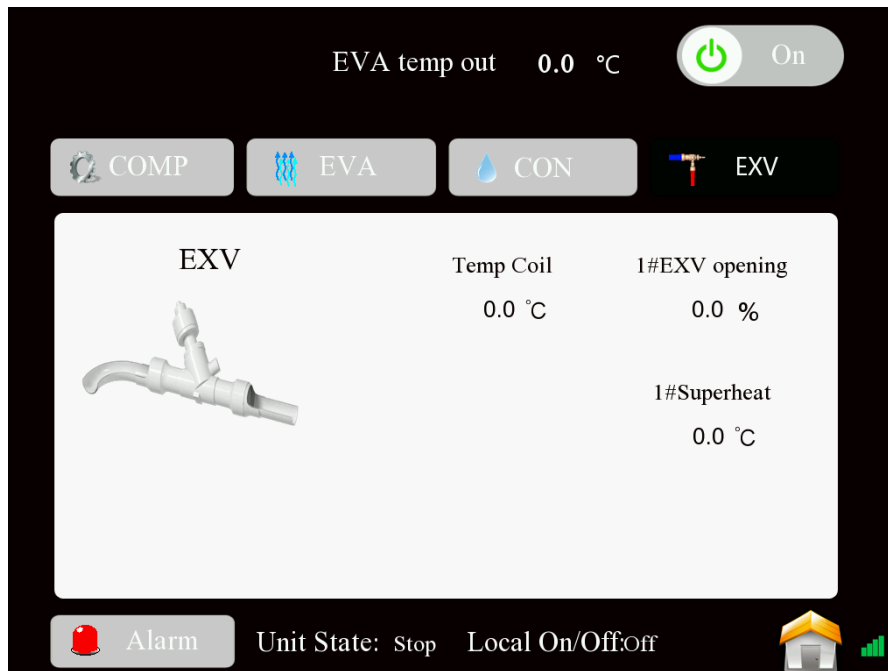 EVA temp out 0.0 °C On
COMP EVA CON EXV
EXV
Temp Coil 1#EXV opening
0.0 °C 0.0 %
1#Superheat
0.0 °C
Alarm Unit State: Stop Local On/Off:Off